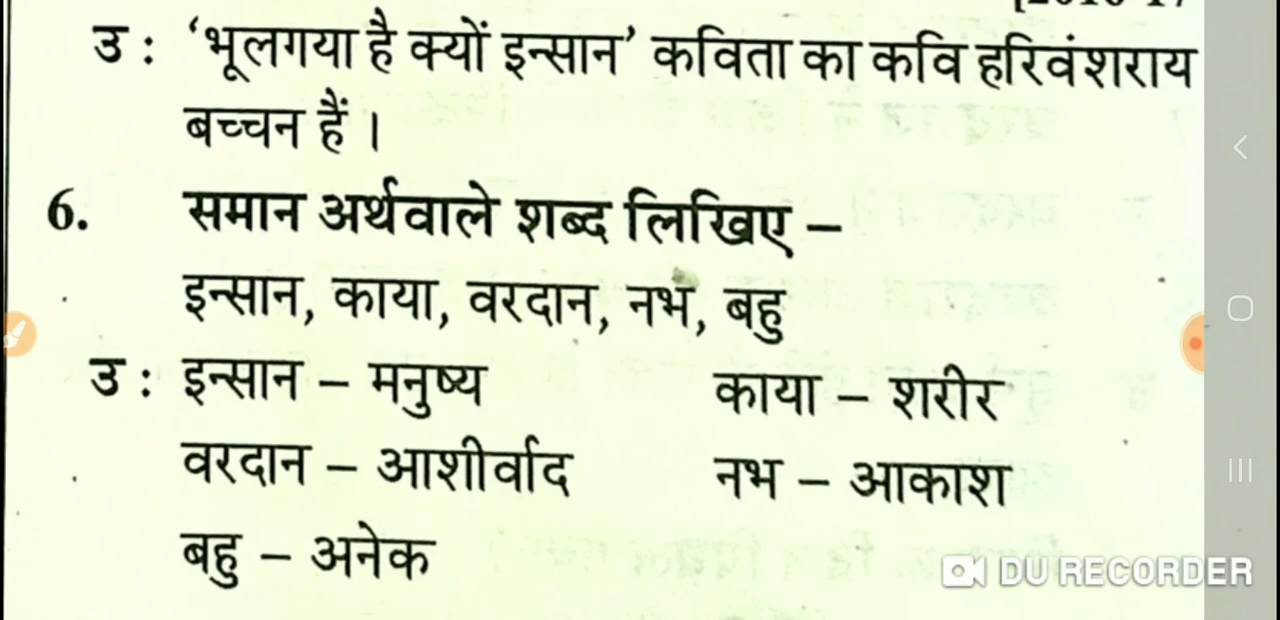 उ : ‘भूलगया है क्यों इन्सान’ कविता का कवि हरिवंशराय
बच्चन हैं ।
6. समान अर्थवाले शब्द लिखिए –
इन्सान, काया, वरदान, नभ, बहु
उ : इन्सान – मनुष्य काया – शरीर
वरदान – आशीर्वाद नभ – आकाश
बहु – अनेक
DU RECORDER